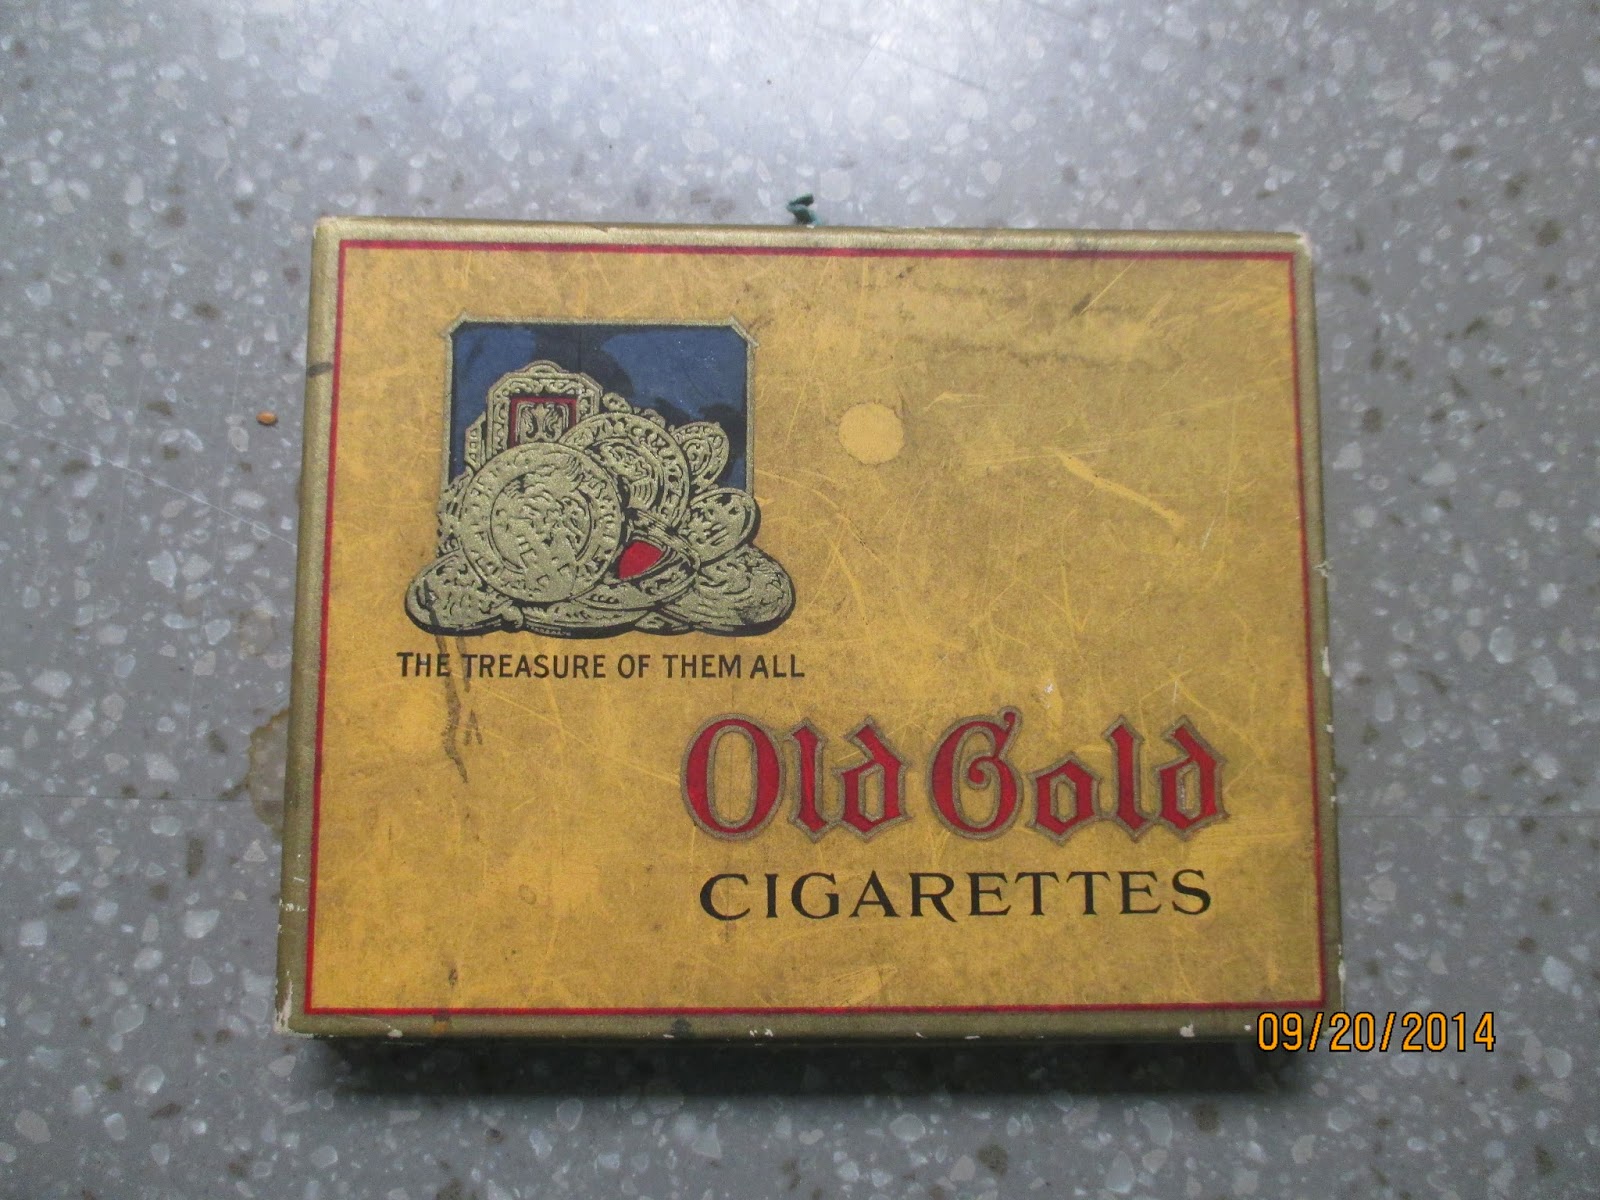 THE TREASURE OF THEM ALL
Old Gold
CIGARETTES
09/20/2014